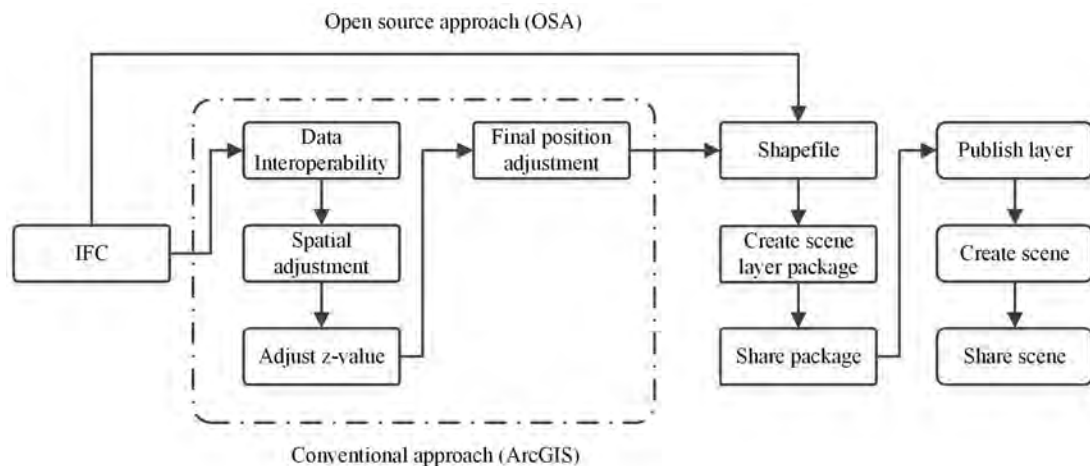 Open source approach (OSA)
Data
Interoperability
Final position
adjustment
Shapefile
Publish layer
IFC
Spatial
adjustment
Create scene
layer package
Create scene
Adjust z-value
Share package
Share scene
Conventional approach (ArcGIS)